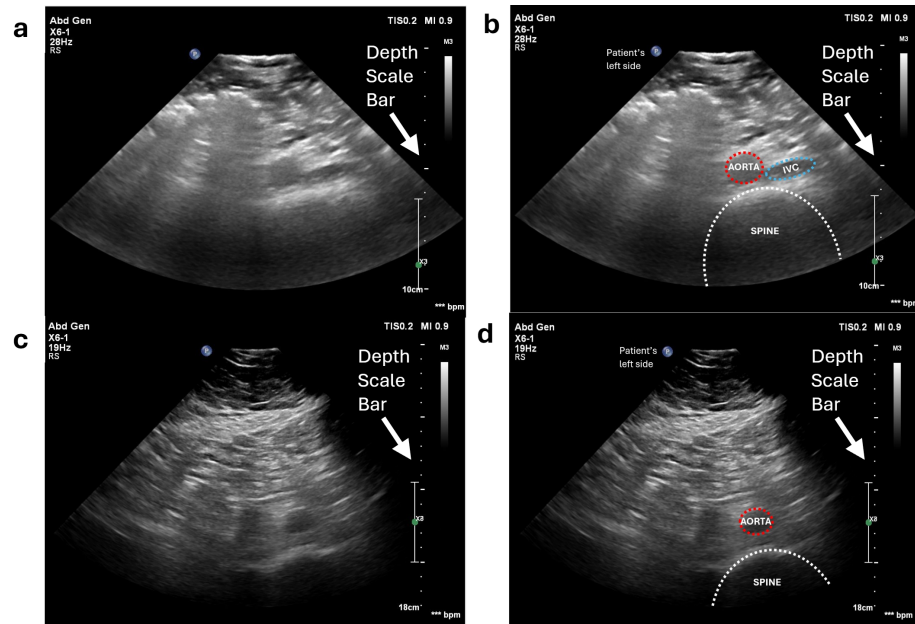 a
Abd Gen
X6-1
28Hz
RS
TIS0.2 MI 0.9
M3
Depth
Scale
Bar
X3
10cm
*** bpm
b
Abd Gen
X6-1
28Hz
RS
TIS0.2 MI 0.9
Patient's
left side
M3
Depth
Scale
Bar
AORTA
IVC
SPINE
X3
10cm
*** bpm
c
Abd Gen
X6-1
19Hz
RS
TIS0.2 MI 0.9
M3
Depth
Scale
Bar
X3
18cm
*** bpm
d
Abd Gen
X6-1
19Hz
RS
TIS0.2 MI 0.9
Patient's
left side
M3
Depth
Scale
Bar
AORTA
X3
SPINE
18cm
*** bpm